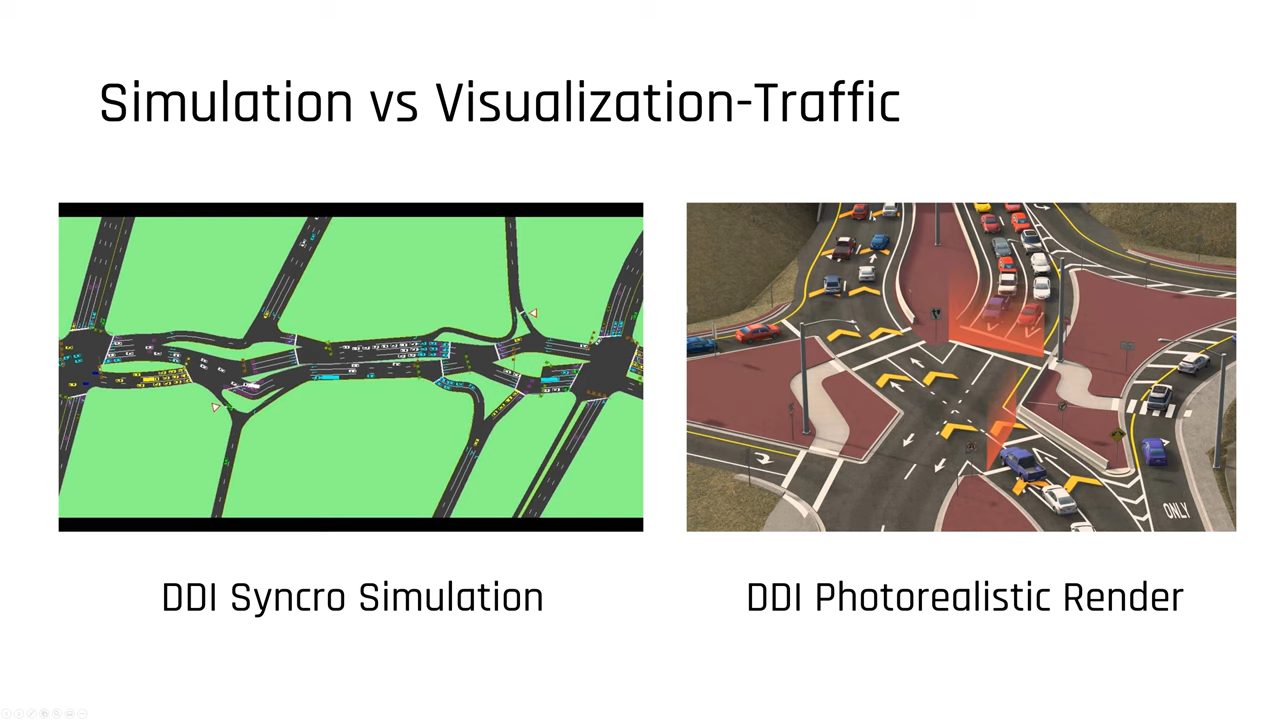 Simulation vs Visualization-Traffic
ONLY
DDI Syncro Simulation
DDI Photorealistic Render